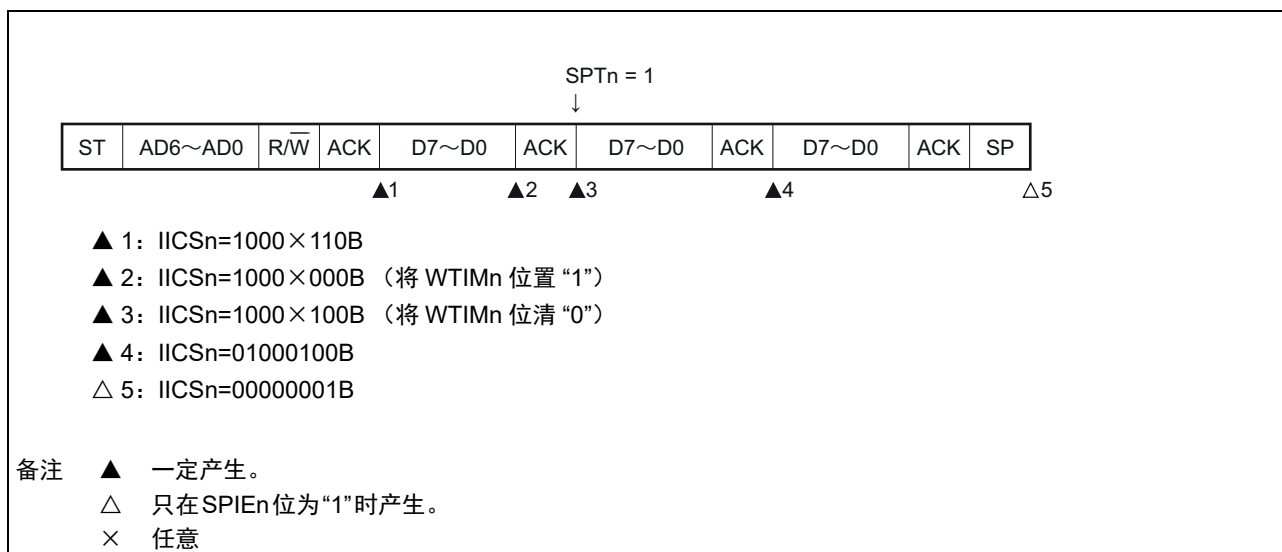 SPTn = 1
↓
ST AD6～AD0 R/W̅ ACK D7～D0 ACK D7～D0 ACK D7～D0 ACK SP
▲1 ▲2 ▲3 ▲4 △5
▲ 1：IICSn=1000×110B
▲ 2：IICSn=1000×000B （将 WTIMn 位置 “1”）
▲ 3：IICSn=1000×100B （将 WTIMn 位清 “0”）
▲ 4：IICSn=01000100B
△ 5：IICSn=00000001B
备注 ▲ 一定产生。
△ 只在SPIEn位为“1”时产生。
× 任意